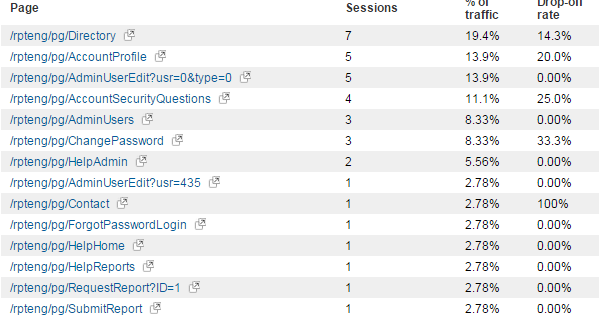 Page Sessions % of traffic Drop-off rate
/rpteng/pg/Directory 7 19.4% 14.3%
/rpteng/pg/AccountProfile 5 13.9% 20.0%
/rpteng/pg/AdminUserEdit?usr=0&type=0 5 13.9% 0.00%
/rpteng/pg/AccountSecurityQuestions 4 11.1% 25.0%
/rpteng/pg/AdminUsers 3 8.33% 0.00%
/rpteng/pg/ChangePassword 3 8.33% 33.3%
/rpteng/pg/HelpAdmin 2 5.56% 0.00%
/rpteng/pg/AdminUserEdit?usr=435 1 2.78% 0.00%
/rpteng/pg/Contact 1 2.78% 100%
/rpteng/pg/ForgotPasswordLogin 1 2.78% 0.00%
/rpteng/pg/HelpHome 1 2.78% 0.00%
/rpteng/pg/HelpReports 1 2.78% 0.00%
/rpteng/pg/RequestReport?ID=1 1 2.78% 0.00%
/rpteng/pg/SubmitReport 1 2.78% 0.00%